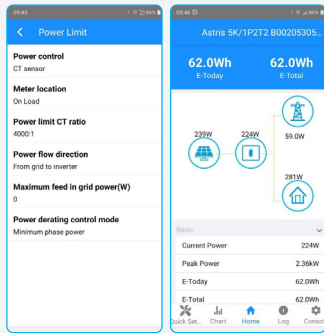 09:43
86%
Power Limit
Power control
CT sensor
Meter location
On Load
Power limit CT ratio
4000:1
Power flow direction
From grid to inverter
Maximum feed in grid power(W)
0
Power derating control mode
Minimum phase power
09:46
86%
Astris 5K/1P2T2 B00205305...
62.0Wh
62.0Wh
E-Today
E-Total
239W
224W
59.0W
281W
Basic
Current Power
224W
Peak Power
2.36kW
E-Today
62.0Wh
E-Total
62.0Wh
Quick Set...
Chart
Home
Log
Consol